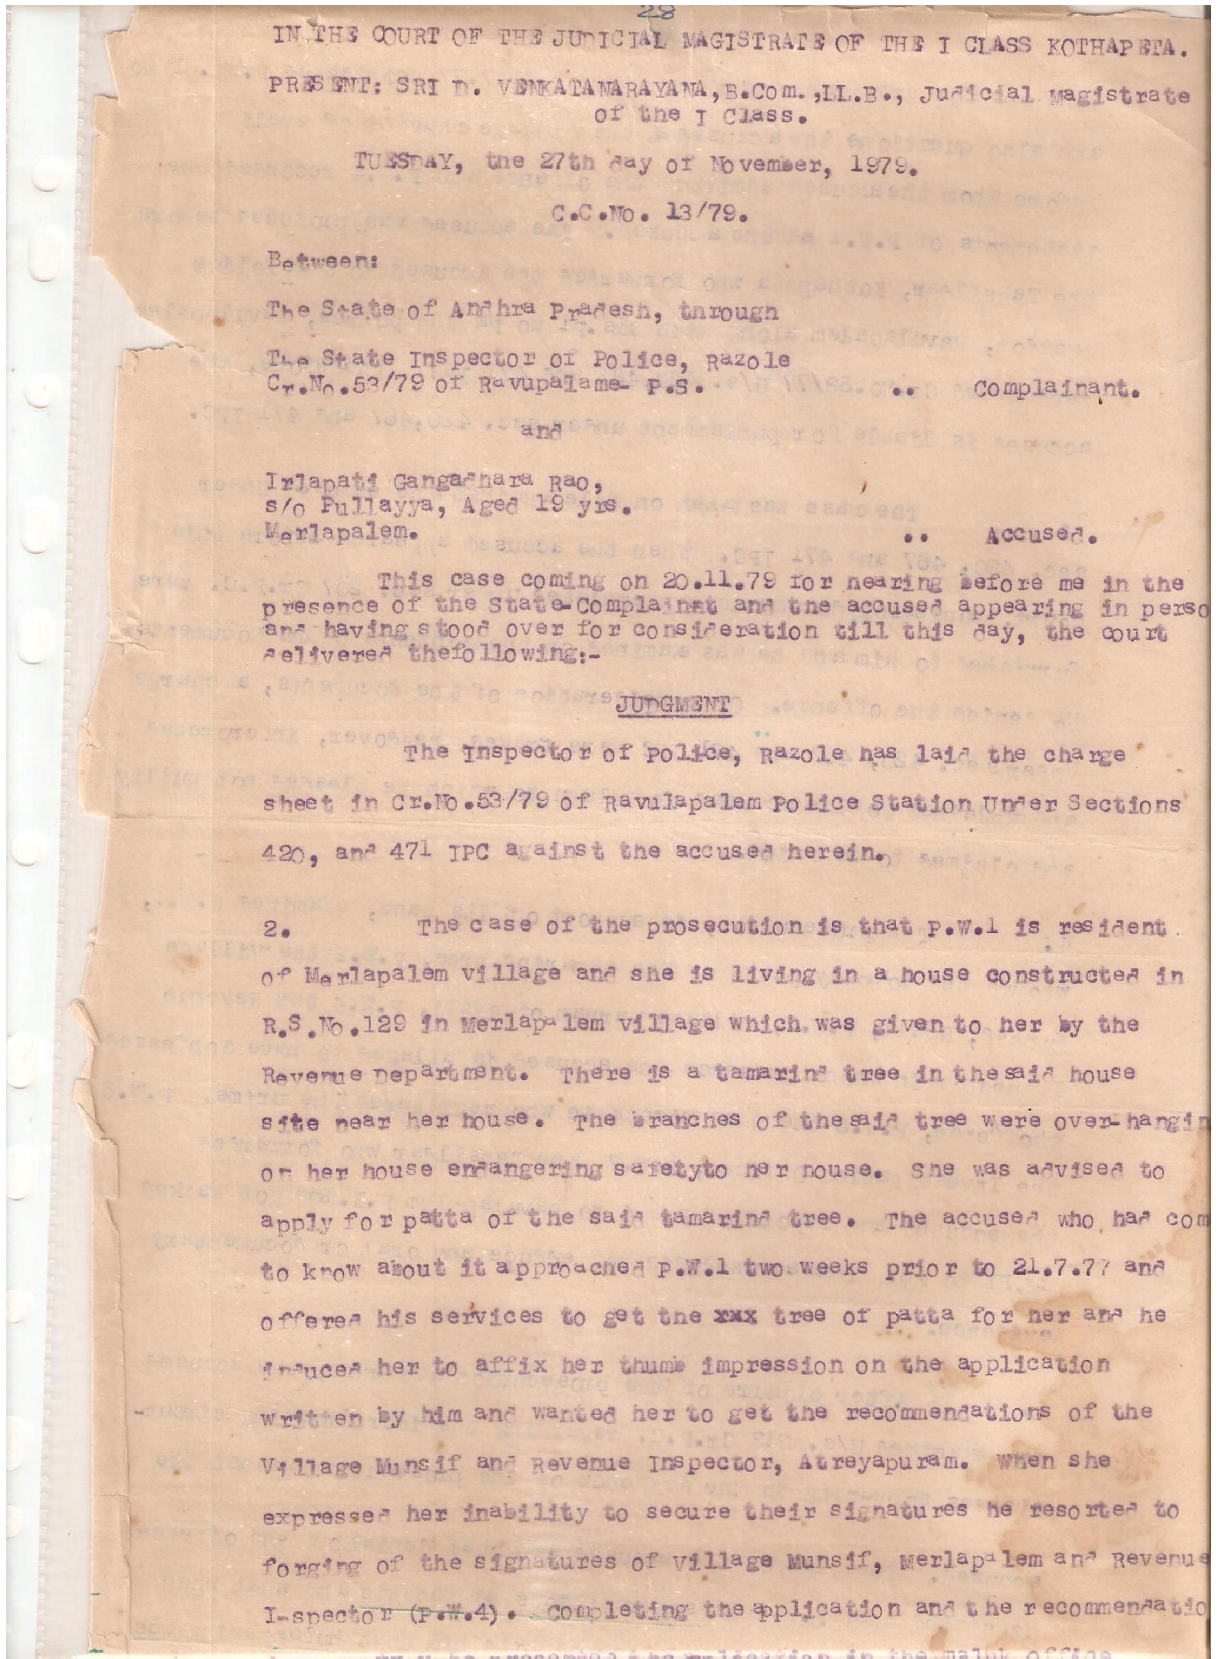 28
IN THE COURT OF THE JUDICIAL MAGISTRATE OF THE I CLASS KOTHAPETA.
PRESENT: SRI D. VENKATANARAYANA,B.Com.,LL.B., Judicial Magistrate
of the I Class.
TUESDAY, the 27th day of November, 1979.
C.C.No. 13/79.
Between:
The State of Andhra Pradesh, through
The State Inspector of Police, Razole
Cr.No.53/79 of Ravupalame- P.S. .. Complainant.
and
Irlapati Gangadhara Rao,
s/o Pullayya, Aged 19 yrs.
Merlapalem. .. Accused.
This case coming on 20.11.79 for hearing before me in the
presence of the State-Complainat and the accused appearing in perso
and having stood over for consideration till this day, the court
delivered thefollowing:-
JUDGMENT
The Inspector of Police, Razole has laid the charge
sheet in Cr.No.53/79 of Ravulapalem Police Station Under Sections
420, and 471 IPC against the accused herein.
2. The case of the prosecution is that P.W.1 is resident
of Merlapalem village and she is living in a house constructed in
R.S.No.129 in Merlapalem village which was given to her by the
Revenue Department. There is a tamarind tree in the said house
site near her house. The branches of the said tree were over-hangin
on her house endangering safetyto her house. She was advised to
apply for patta of the said tamarind tree. The accused who had com
to know about it approached P.W.1 two weeks prior to 21.7.77 and
offered his services to get the xxx tree of patta for her and he
induced her to affix her thumb impression on the application
written by him and wanted her to get the recommendations of the
Village Munsif and Revenue Inspector, Atreyapuram. When she
expressed her inability to secure their signatures he resorted to
forging of the signatures of Village Munsif, Merlapalem and Revenue
I-spector (P.W.4). Completing the application and the recommendatio